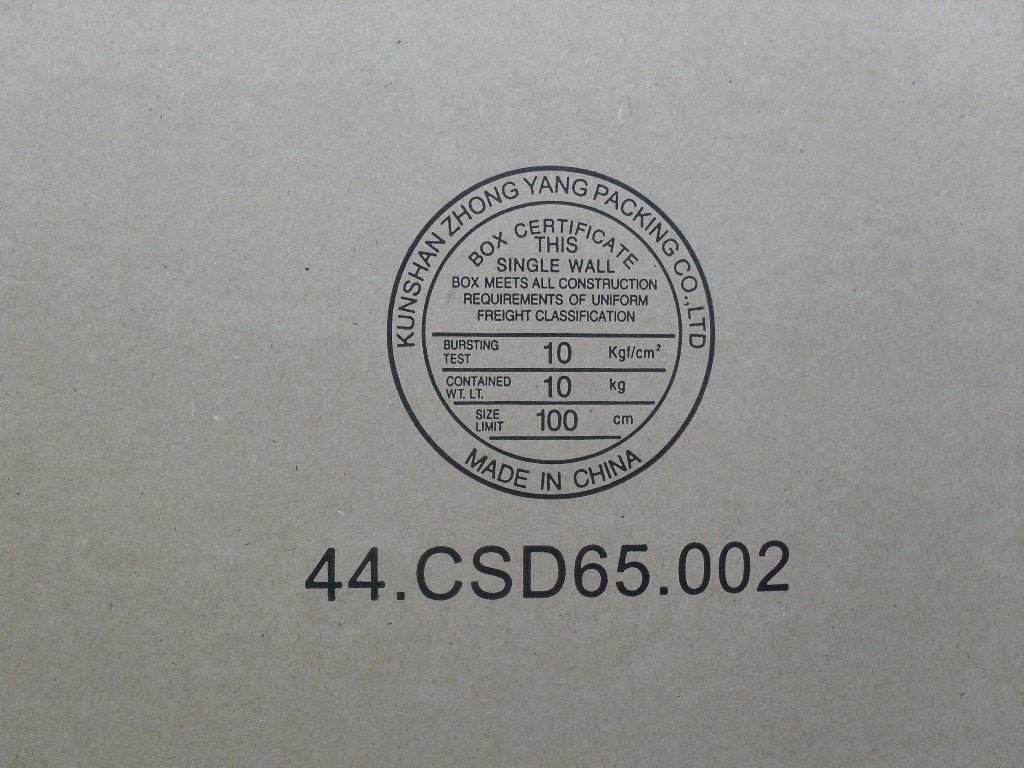 KUNSHAN ZHONG YANG PACKING CO.,LTD
BOX CERTIFICATE
THIS
SINGLE WALL
BOX MEETS ALL CONSTRUCTION
REQUIREMENTS OF UNIFORM
FREIGHT CLASSIFICATION
BURSTING TEST 10 Kgf/cm²
CONTAINED WT. LT. 10 kg
SIZE LIMIT 100 cm
MADE IN CHINA
44.CSD65.002